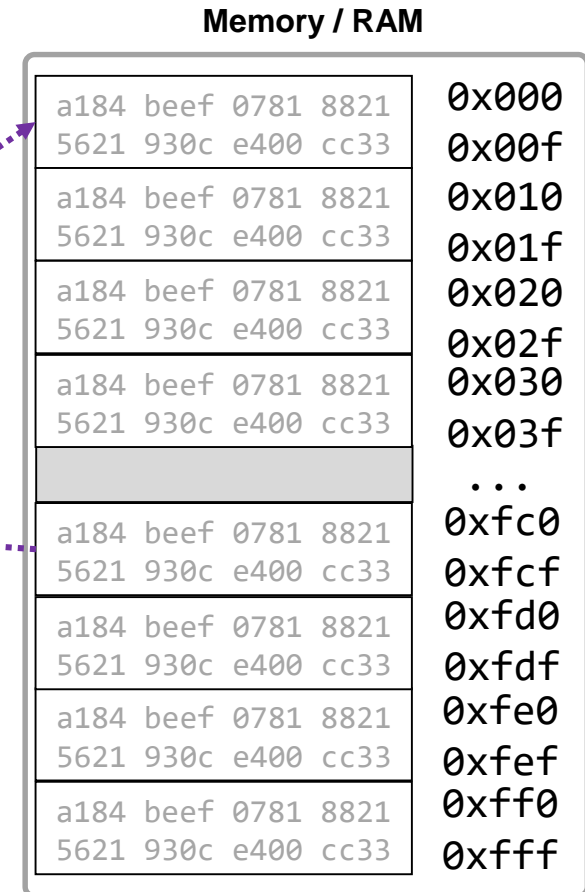 Memory / RAM
a184 beef 0781 8821 0x000
5621 930c e400 cc33 0x00f
a184 beef 0781 8821 0x010
5621 930c e400 cc33 0x01f
a184 beef 0781 8821 0x020
5621 930c e400 cc33 0x02f
a184 beef 0781 8821 0x030
5621 930c e400 cc33 0x03f
...
a184 beef 0781 8821 0xfc0
5621 930c e400 cc33 0xfcf
a184 beef 0781 8821 0xfd0
5621 930c e400 cc33 0xfdf
a184 beef 0781 8821 0xfe0
5621 930c e400 cc33 0xfef
a184 beef 0781 8821 0xff0
5621 930c e400 cc33 0xfff